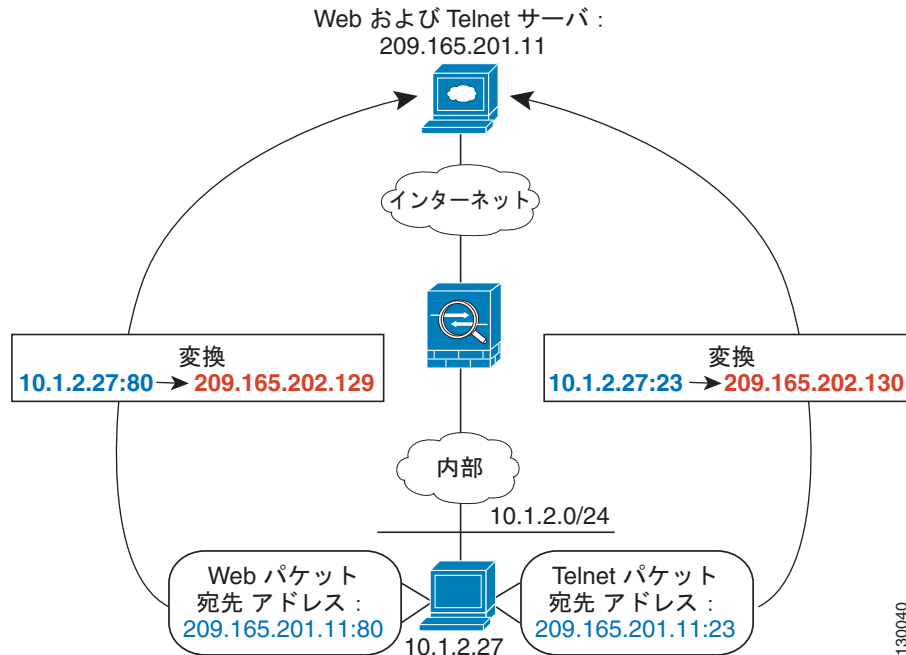 Web および Telnet サーバ：
209.165.201.11
インターネット
変換
10.1.2.27:80 209.165.202.129
変換
10.1.2.27:23 209.165.202.130
内部
10.1.2.0/24
Web パケット
宛先 アドレス：
209.165.201.11:80
Telnet パケット
宛先 アドレス：
209.165.201.11:23
10.1.2.27
130040